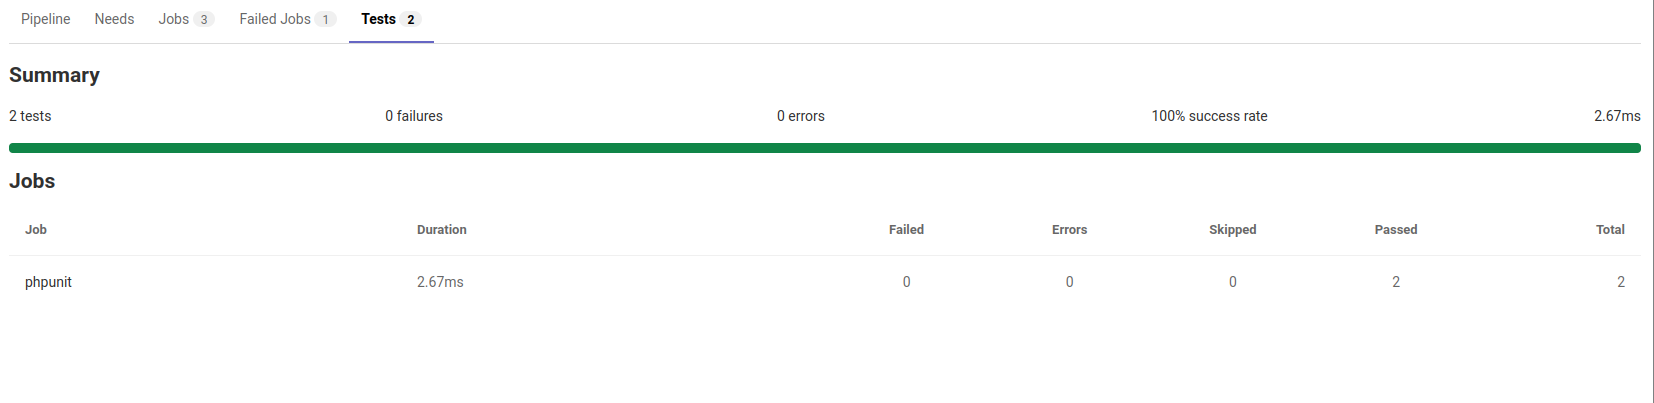 Pipeline Needs Jobs 3 Failed Jobs 1 Tests 2
Summary
2 tests 0 failures 0 errors 100% success rate 2.67ms
Jobs
Job Duration Failed Errors Skipped Passed Total
phpunit 2.67ms 0 0 0 2 2